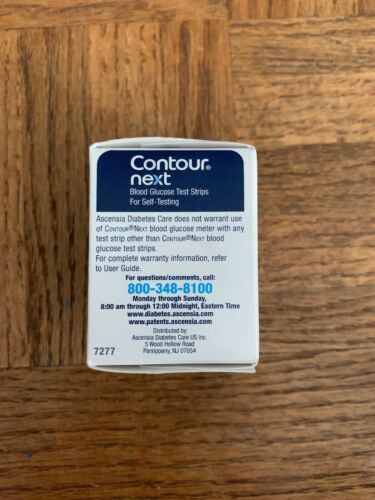 Contour®
next
Blood Glucose Test Strips
For Self-Testing
Ascensia Diabetes Care does not warrant use
of CONTOUR®NEXT blood glucose meter with any
test strip other than CONTOUR®NEXT blood
glucose test strips.
For complete warranty information, refer
to User Guide.
For questions/comments, call:
800-348-8100
Monday through Sunday,
8:00 am through 12:00 Midnight, Eastern Time
www.diabetes.ascensia.com
www.patents.ascensia.com
Distributed by:
Ascensia Diabetes Care US Inc.
5 Wood Hollow Road
Parsippany, NJ 07054
7277